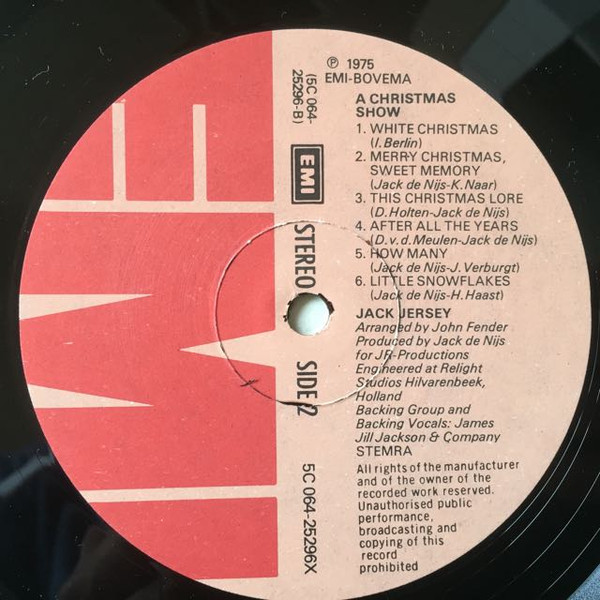 ℗ 1975
EMI-BOVEMA
(5C 064-
25296-B)
A CHRISTMAS
SHOW
1. WHITE CHRISTMAS
(I. Berlin)
2. MERRY CHRISTMAS,
SWEET MEMORY
(Jack de Nijs-K. Naar)
3. THIS CHRISTMAS LORE
(D. Holten-Jack de Nijs)
4. AFTER ALL THE YEARS
(D. v. d. Meulen-Jack de Nijs)
5. HOW MANY
(Jack de Nijs-J. Verburgt)
6. LITTLE SNOWFLAKES
(Jack de Nijs-H. Haast)
JACK JERSEY
Arranged by John Fender
Produced by Jack de Nijs
for JR-Productions
Engineered at Relight
Studios Hilvarenbeek,
Holland
Backing Group and
Backing Vocals: James
Jill Jackson & Company
STEMRA
All rights of the manufacturer
and of the owner of the
recorded work reserved.
Unauthorised public
performance,
broadcasting and
copying of this
record
prohibited
EMI
STEREO SIDE 2
5C 064-25296X
EMI